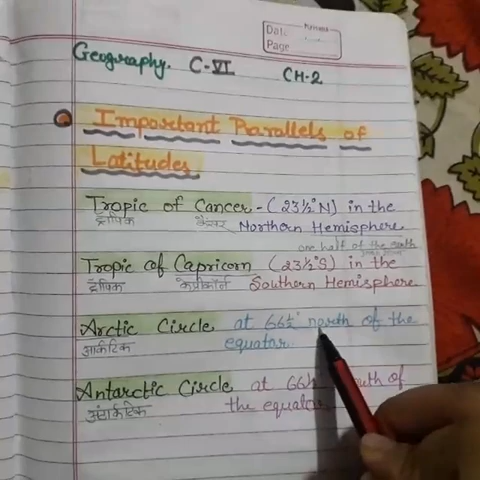 Date
Page
Geography. C-VI CH-2
Important Parallels of
Latitudes
Tropic of Cancer - (23½°N) in the
ट्रॉपिक कैंसर Northern Hemisphere
one half of the earth
Tropic of Capricorn (23½°S) in the
ट्रॉपिक कैप्रीकॉर्न Southern Hemisphere
Arctic Circle at 66½° north of the
आर्कटिक equatar
Antarctic Circle at 66½ of
अंटार्कटिक the equator